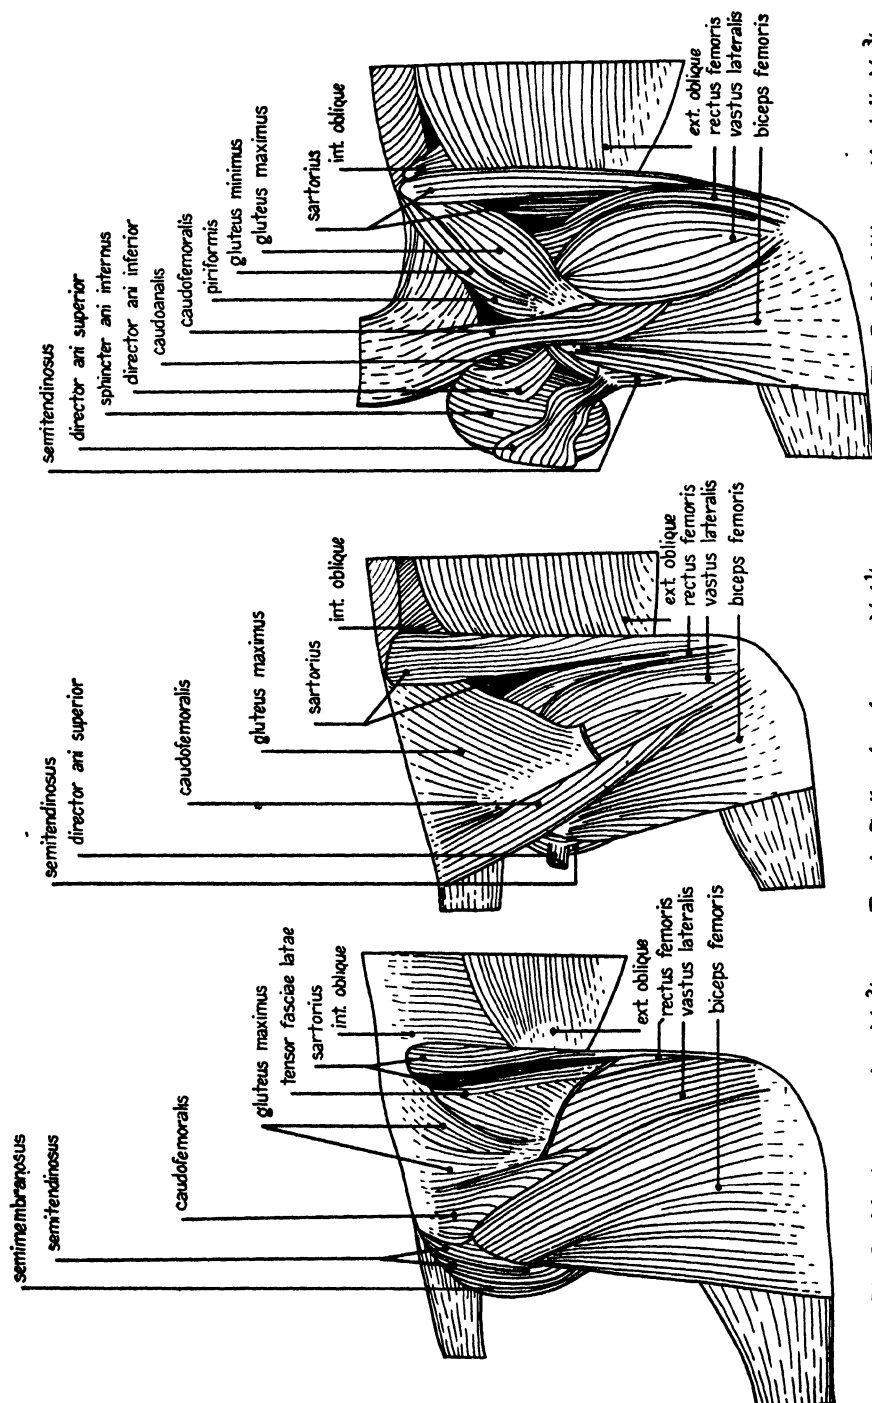 semimembranosus
semitendinosus
caudofemoralis
gluteus maximus
tensor fasciae latae
sartorius
int. oblique
ext. oblique
rectus femoris
vastus lateralis
biceps femoris
semitendinosus
director ani superior
caudofemoralis
gluteus maximus
sartorius
int. oblique
ext. oblique
rectus femoris
vastus lateralis
biceps femoris
semitendinosus
director ani superior
sphincter ani internus
director ani inferior
caudoanalis
caudofemoralis
piriformis
gluteus minimus
gluteus maximus
sartorius
int. oblique
ext. oblique
rectus femoris
vastus lateralis
biceps femoris